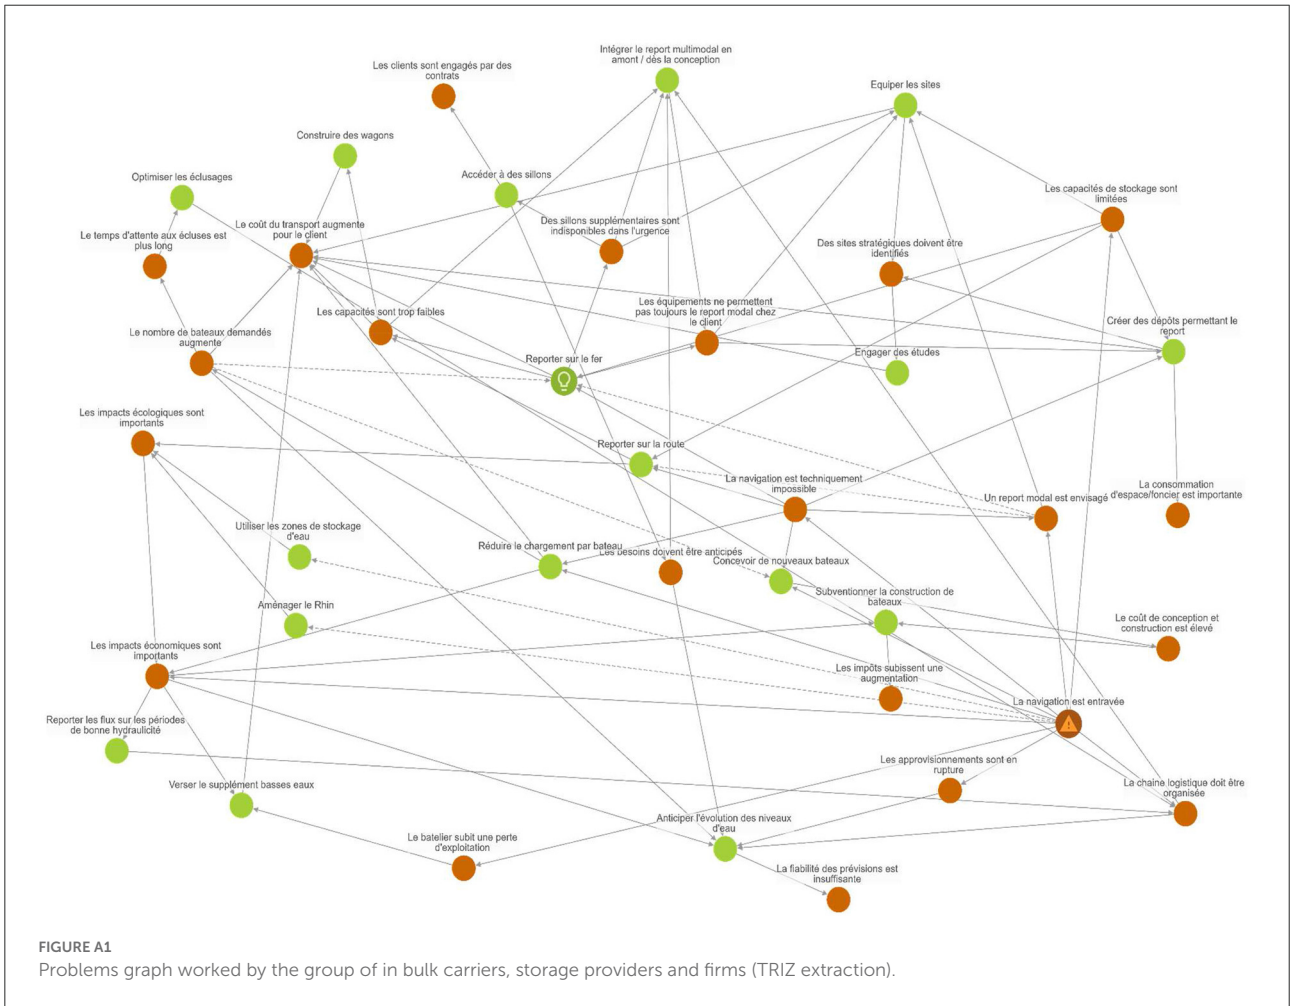 Intégrer le report multimodal en
amont / dès la conception
Les clients sont engagés par des
contrats
Equiper les sites
Construire des wagons
Optimiser les éclusages
Accéder à des sillons
Les capacités de stockage sont
limitées
Le coût du transport augmente
pour le client
Des sillons supplémentaires sont
indisponibles dans l'urgence
Le temps d'attente aux écluses est
plus long
Des sites stratégiques doivent être
identifiés
Les équipements ne permettent
pas toujours le report modal chez
le client
Les capacités sont trop faibles
Créer des dépôts permettant le
report
Le nombre de bateaux demandés
augmente
Reporter sur le fer
Engager des études
Les impacts écologiques sont
importants
Reporter sur la route
La navigation est techniquement
impossible
La consommation
d'espace/foncier est importante
Un report modal est envisagé
Utiliser les zones de stockage
d'eau
Réduire le chargement par bateau
Les besoins doivent être anticipés
Concevoir de nouveaux bateaux
Subventionner la construction de
bateaux
Aménager le Rhin
Le coût de conception et
construction est élevé
Les impacts économiques sont
importants
Les impôts subissent une
augmentation
La navigation est entravée
Reporter les flux sur les périodes
de bonne hydraulicité
Les approvisionnements sont en
rupture
Verser le supplément basses eaux
La chaine logistique doit être
organisée
Anticiper l'évolution des niveaux
d'eau
Le batelier subit une perte
d'exploitation
La fiabilité des prévisions est
insuffisante
FIGURE A1
Problems graph worked by the group of in bulk carriers, storage providers and firms (TRIZ extraction).